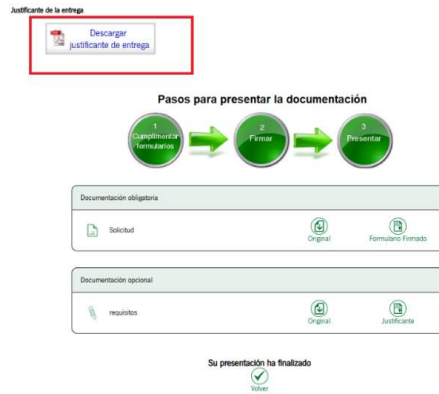 Justificante de la entrega
Descargar
justificante de entrega
Pasos para presentar la documentación
1
Cumplimentar
formularios
2
Firmar
3
Presentar
Documentación obligatoria
Solicitud
Original
Formulario Firmado
Documentación opcional
requisitos
Original
Justificante
Su presentación ha finalizado
Volver